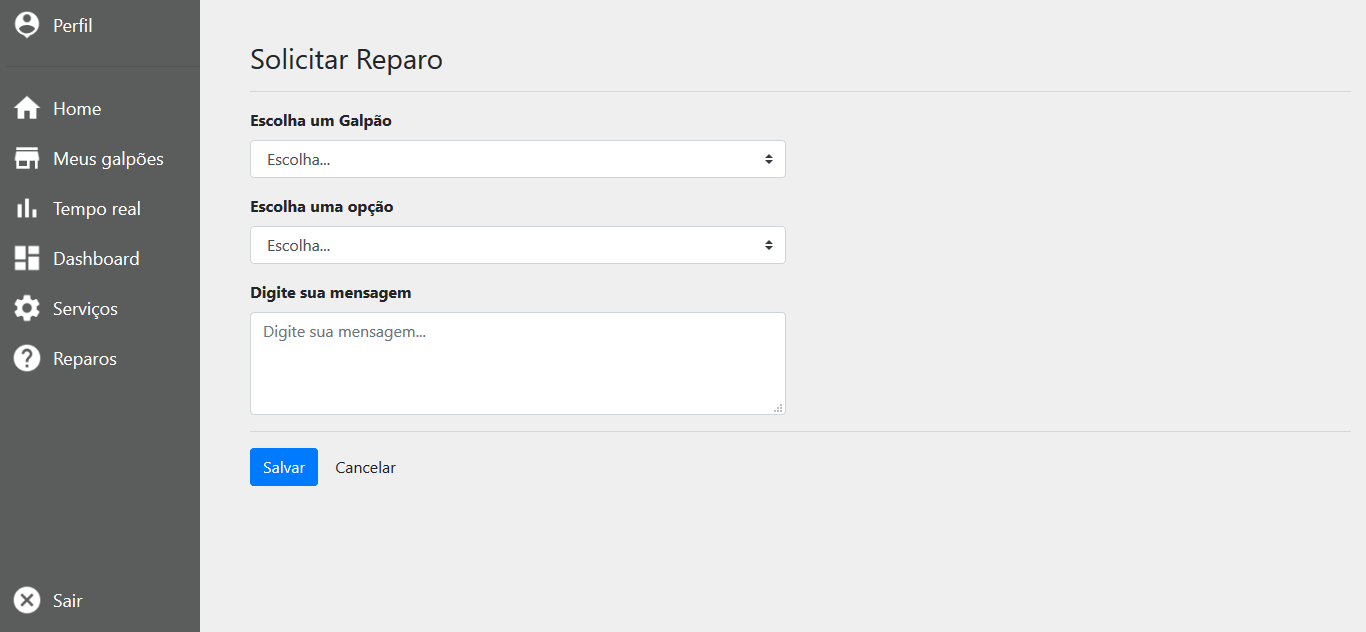 Perfil
Home
Meus galpões
Tempo real
Dashboard
Serviços
Reparos
Sair
Solicitar Reparo
Escolha um Galpão
Escolha...
Escolha uma opção
Escolha...
Digite sua mensagem
Digite sua mensagem...
Salvar Cancelar